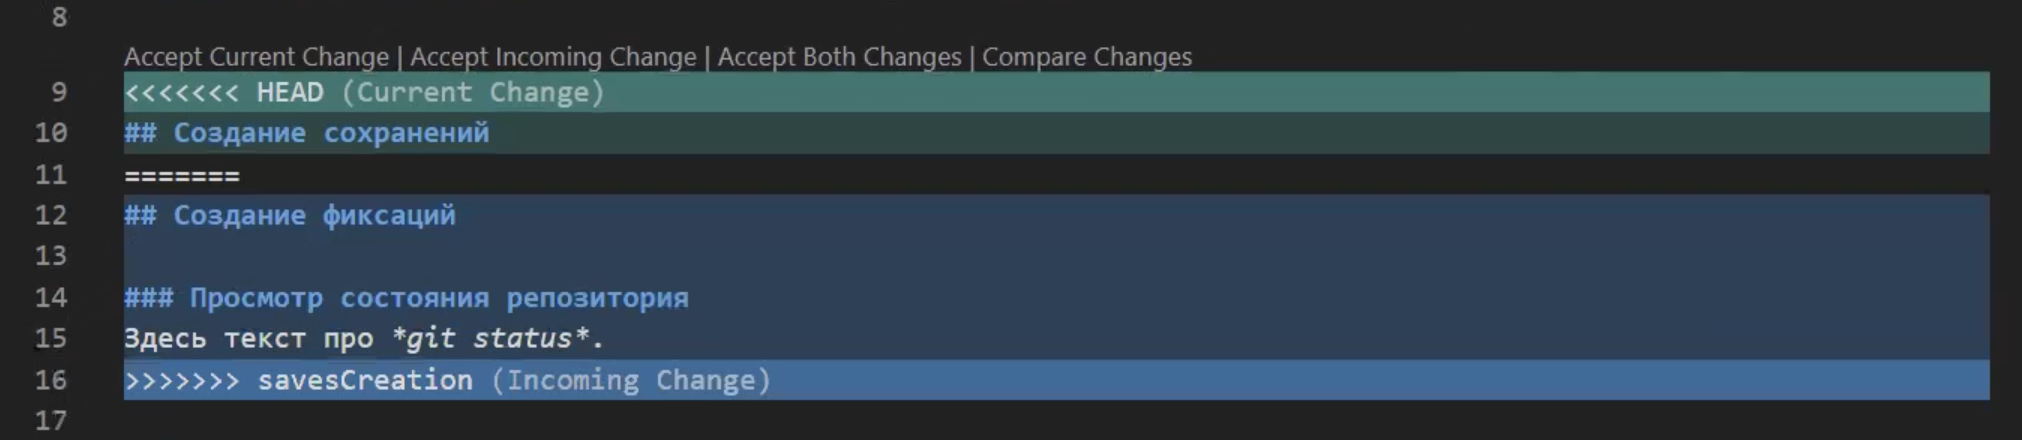 8
Accept Current Change | Accept Incoming Change | Accept Both Changes | Compare Changes
9 <<<<<<< HEAD (Current Change)
10 ## Создание сохранений
11 =======
12 ## Создание фиксаций
13
14 ### Просмотр состояния репозитория
15 Здесь текст про *git status*.
16 >>>>>>> savesCreation (Incoming Change)
17